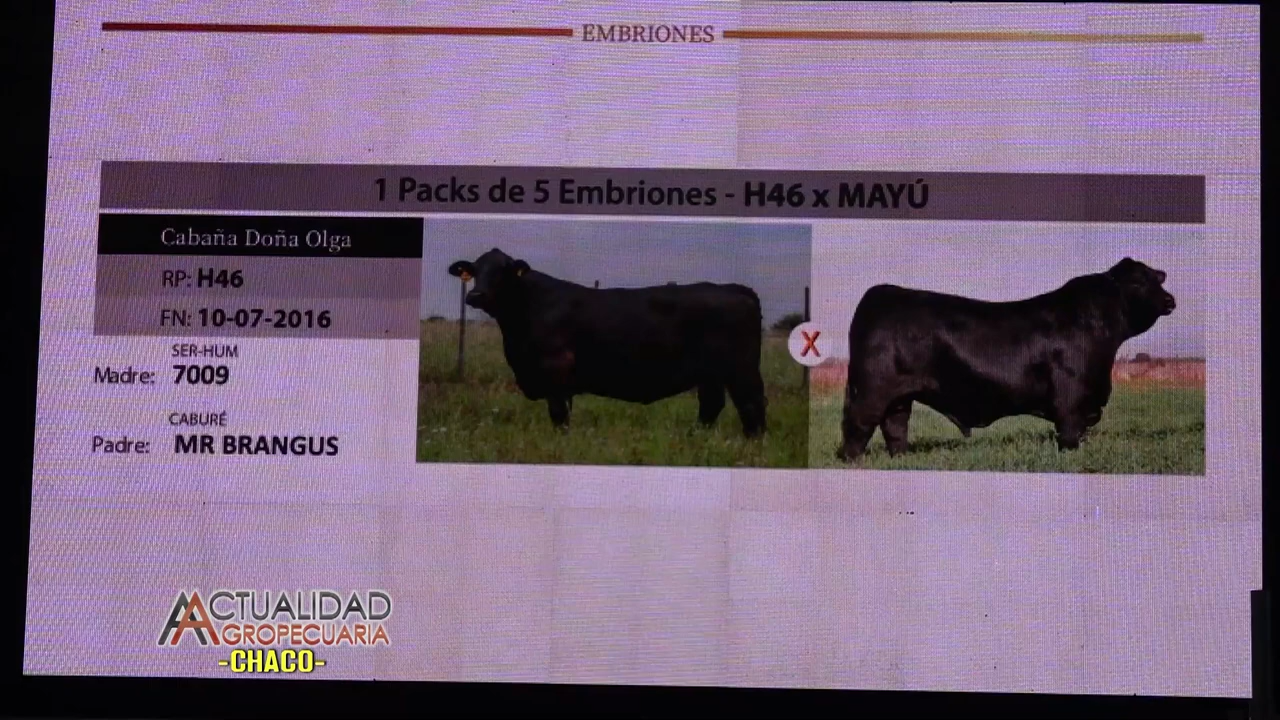 EMBRIONES
1 Packs de 5 Embriones - H46 x MAYÚ
Cabaña Doña Olga
RP: H46
FN: 10-07-2016
SER-HUM
Madre: 7009
CABURÉ
Padre: MR BRANGUS
X
ACTUALIDAD
AGROPECUARIA
-CHACO-